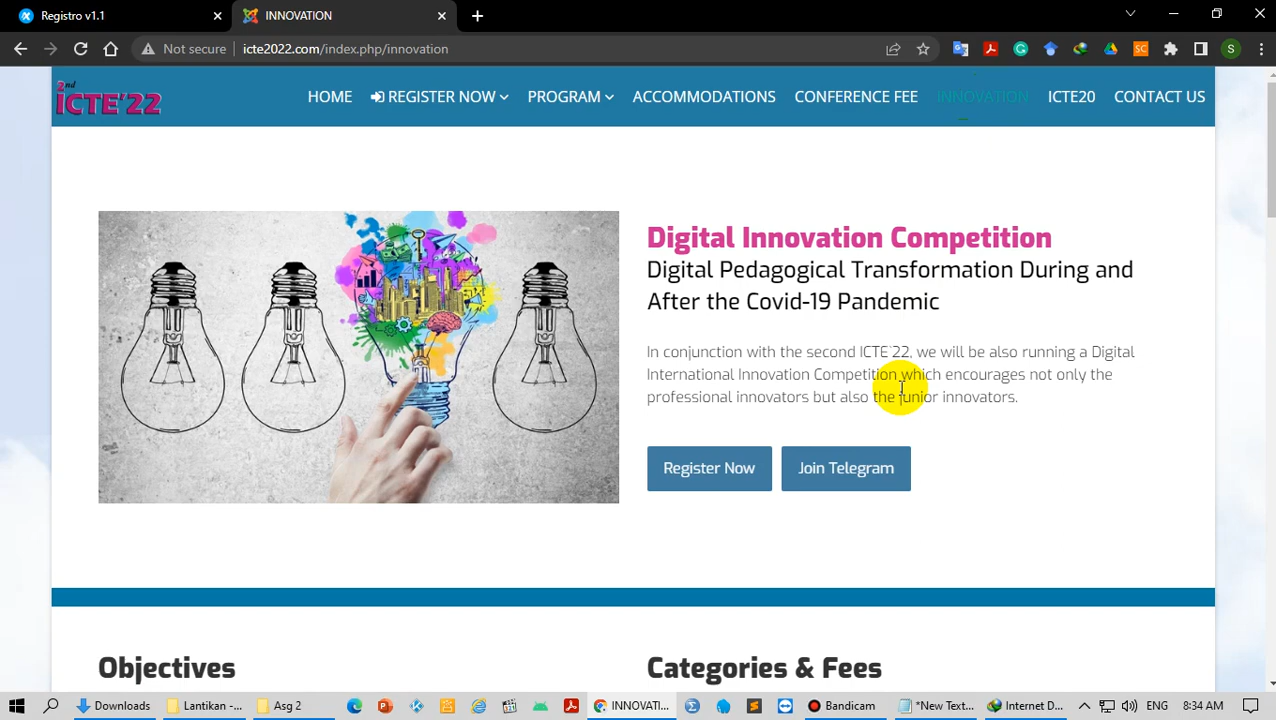 Registro v1.1
INNOVATION
Not secure
icte2022.com/index.php/innovation
S
2nd
iCTE'22
HOME
REGISTER NOW
PROGRAM
ACCOMMODATIONS
CONFERENCE FEE
INNOVATION
ICTE20
CONTACT US
Digital Innovation Competition
Digital Pedagogical Transformation During and
After the Covid-19 Pandemic
In conjunction with the second ICTE'22, we will be also running a Digital
International Innovation Competition which encourages not only the
professional innovators but also the junior innovators.
Register Now
Join Telegram
Objectives
Categories & Fees
Downloads
Lantikan -...
Asg 2
INNOVATI...
Bandicam
*New Text...
Internet D...
ENG
8:34 AM